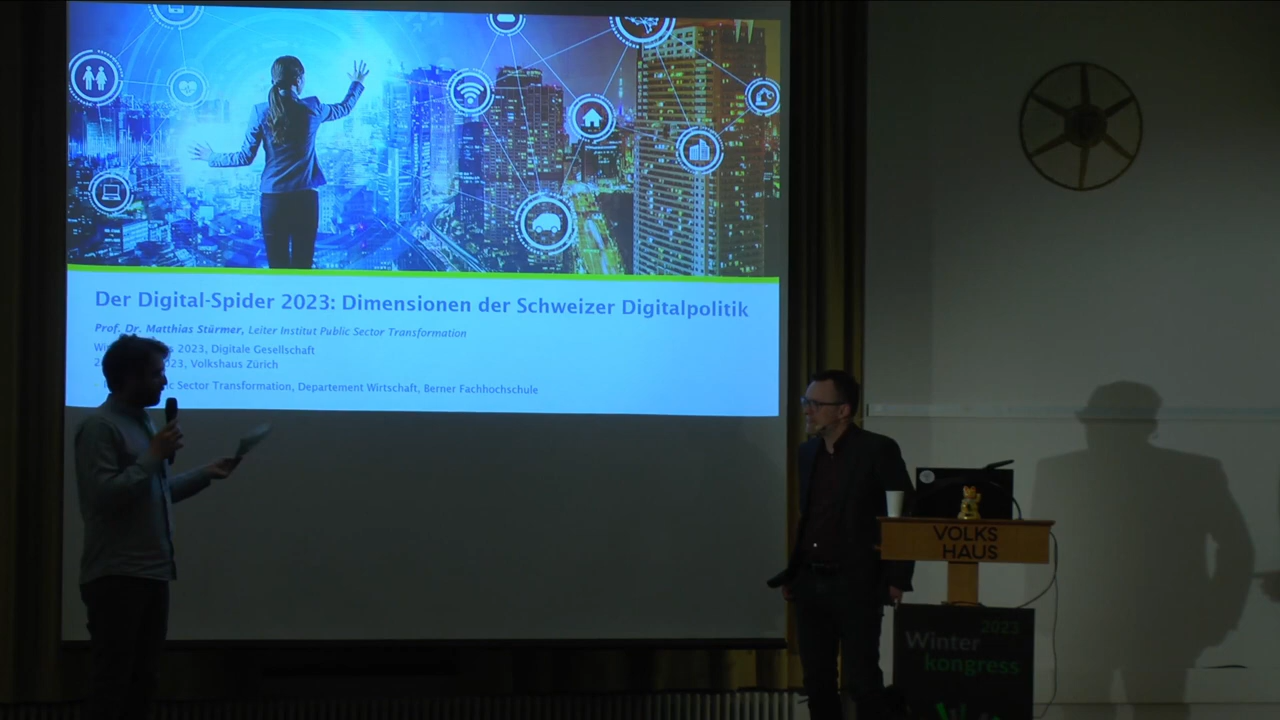 Der Digital-Spider 2023: Dimensionen der Schweizer Digitalpolitik
Prof. Dr. Matthias Stürmer, Leiter Institut Public Sector Transformation
2023, Digitale Gesellschaft
2023, Volkshaus Zürich
Sector Transformation, Departement Wirtschaft, Berner Fachhochschule
VOLKS
HAUS
2023
Winter
kongress